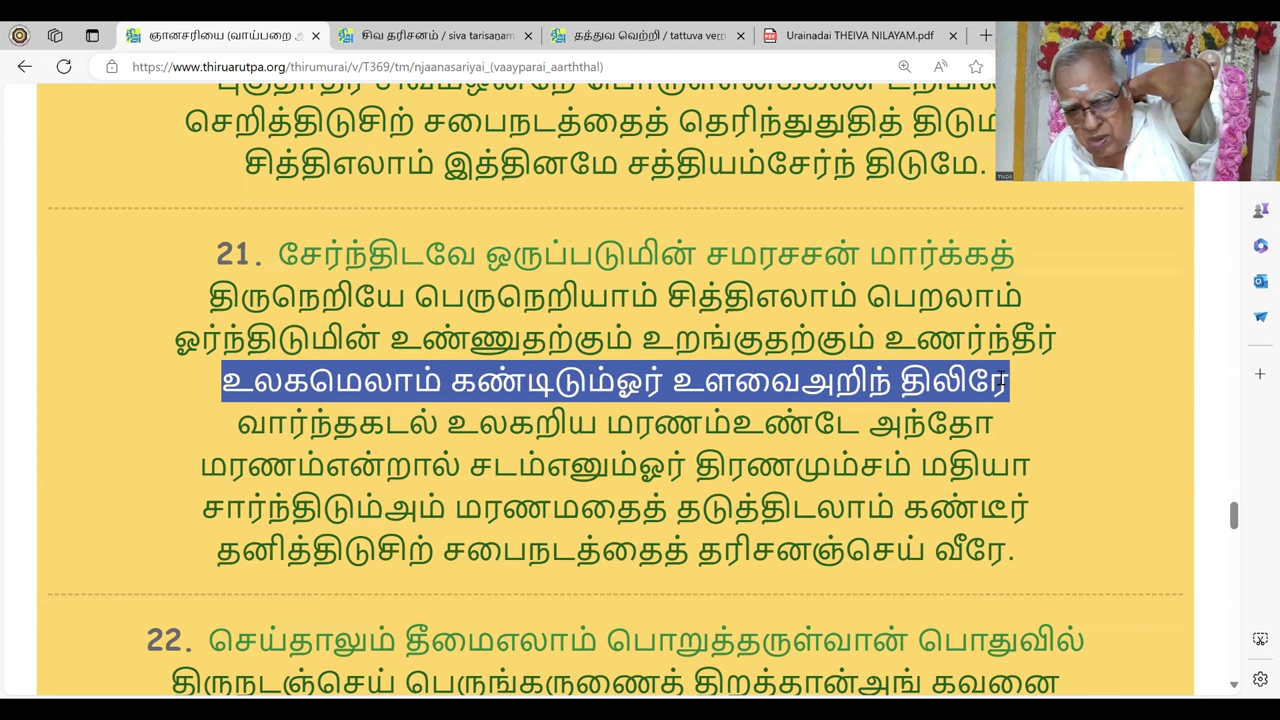 ஞானசரியை (வாய்பறை ஆ
சிவ தரிசனம் / siva tarisanam
தத்துவ வெற்றி / tattuva veṟṟi
Urainadai THEIVA NILAYAM.pdf
https://www.thiruarutpa.org/thirumurai/v/T369/tm/njaanasariyai_(vaayparai_aarththal)
செறித்திடுசிற் சபைநடத்தைத் தெரிந்துதுதித் திடும்
சித்திஎலாம் இத்தினமே சத்தியம்சேர்ந் திடுமே.
21. சேர்ந்திடவே ஒருப்படுமின் சமரசசன் மார்க்கத்
திருநெறியே பெருநெறியாம் சித்திஎலாம் பெறலாம்
ஓர்ந்திடுமின் உண்ணுதற்கும் உறங்குதற்கும் உணர்ந்தீர்
உலகமெலாம் கண்டிடும்ஓர் உளவைஅறிந் திலிரே
வார்ந்தகடல் உலகறிய மரணம்உண்டே அந்தோ
மரணம்என்றால் சடம்எனும்ஓர் திரணமும்சம் மதியா
சார்ந்திடும்அம் மரணமதைத் தடுத்திடலாம் கண்டீர்
தனித்திடுசிற் சபைநடத்தைத் தரிசனஞ்செய் வீரே.
22. செய்தாலும் தீமைஎலாம் பொறுத்தருள்வான் பொதுவில்
திருநடஞ்செய் பெருங்கருணைத் திறத்தான்அங் கவனை